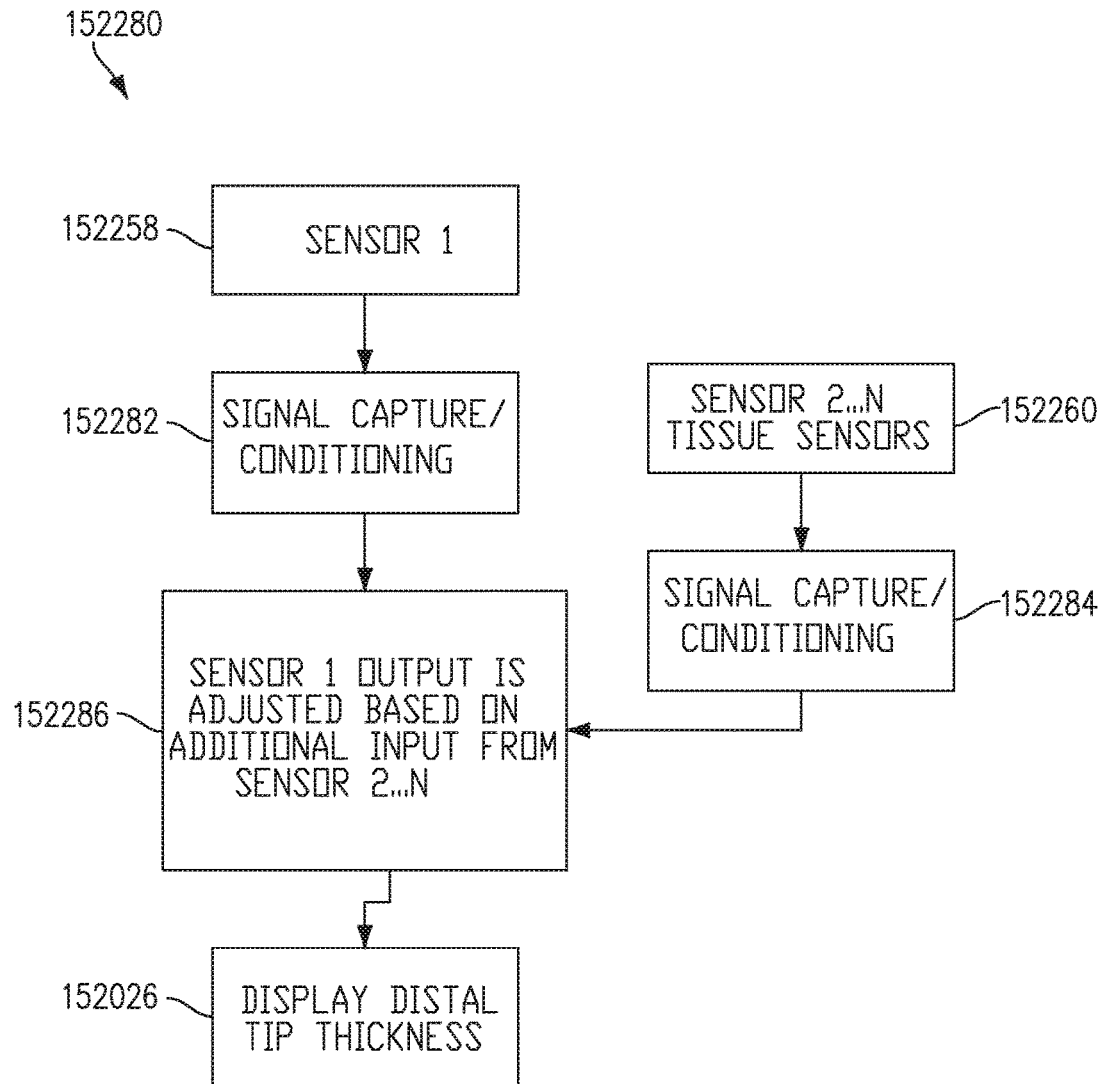 152280
152258
SENSOR 1
152282
SIGNAL CAPTURE/
CONDITIONING
SENSOR 2...N
TISSUE SENSORS
152260
SIGNAL CAPTURE/
CONDITIONING
152284
152286
SENSOR 1 OUTPUT IS
ADJUSTED BASED ON
ADDITIONAL INPUT FROM
SENSOR 2...N
152026
DISPLAY DISTAL
TIP THICKNESS